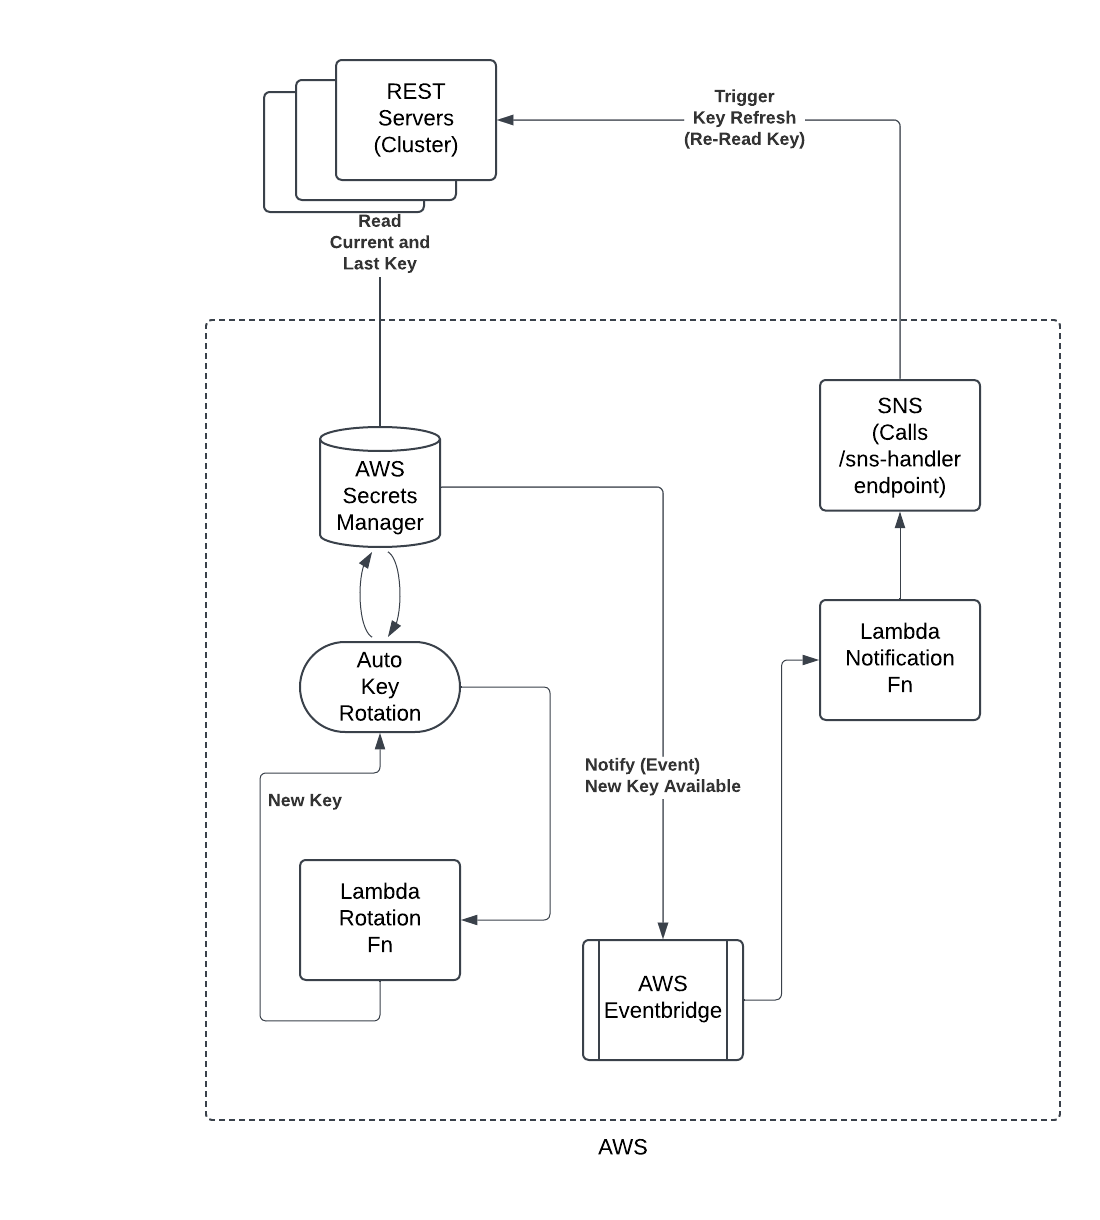 REST
Servers
(Cluster)
Trigger
Key Refresh
(Re-Read Key)
Read
Current and
Last Key
SNS
(Calls
/sns-handler
endpoint)
AWS
Secrets
Manager
Lambda
Notification
Fn
Auto
Key
Rotation
Notify (Event)
New Key Available
New Key
Lambda
Rotation
Fn
AWS
Eventbridge
AWS